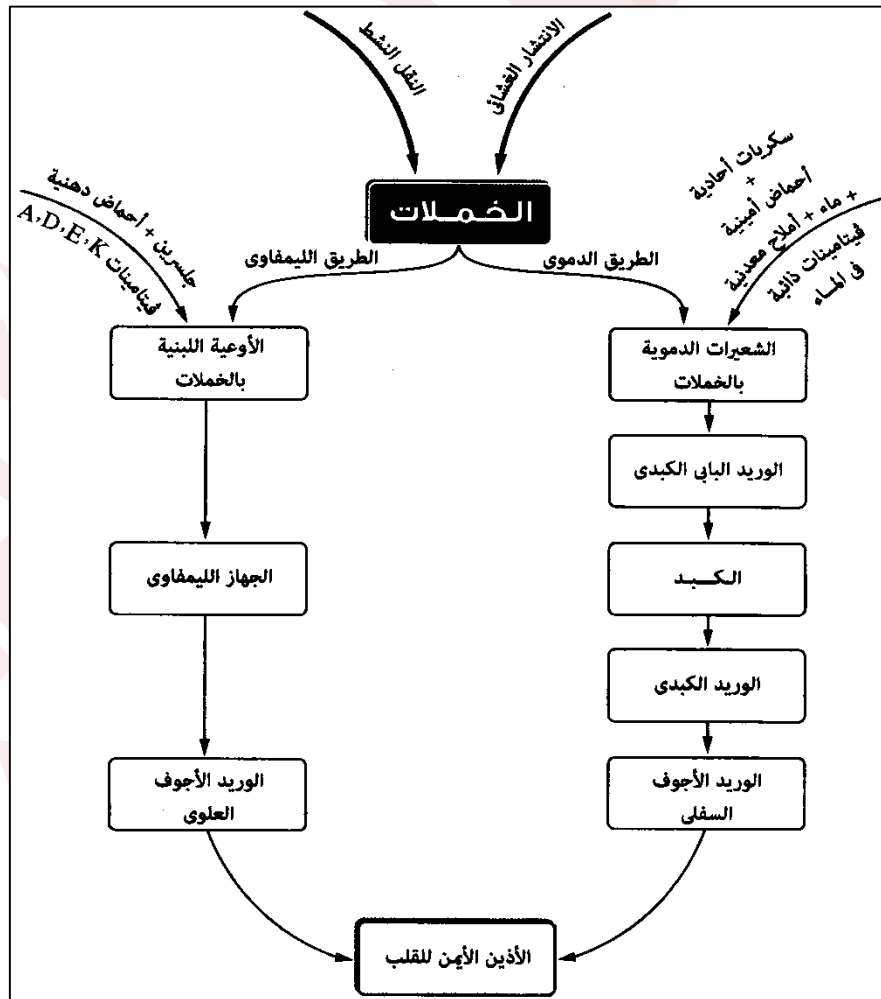 النقل النشط
الانتشار الغشائى
الخملات
الطريق الليمفاوى
الطريق الدموى
جلسرين + أحماض دهنية
فيتامينات A,D,E,K
سكريات أحادية
+
أحماض أمينية
+ ماء + أملاح معدنية
فيتامينات ذائبة
فى الماء
الأوعية اللبنية
بالخملات
الشعيرات الدموية
بالخملات
الوريد البابى الكبدى
الجهاز الليمفاوى
الكبد
الوريد الكبدى
الوريد الأجوف
العلوى
الوريد الأجوف
السفلى
الأذين الأيمن للقلب